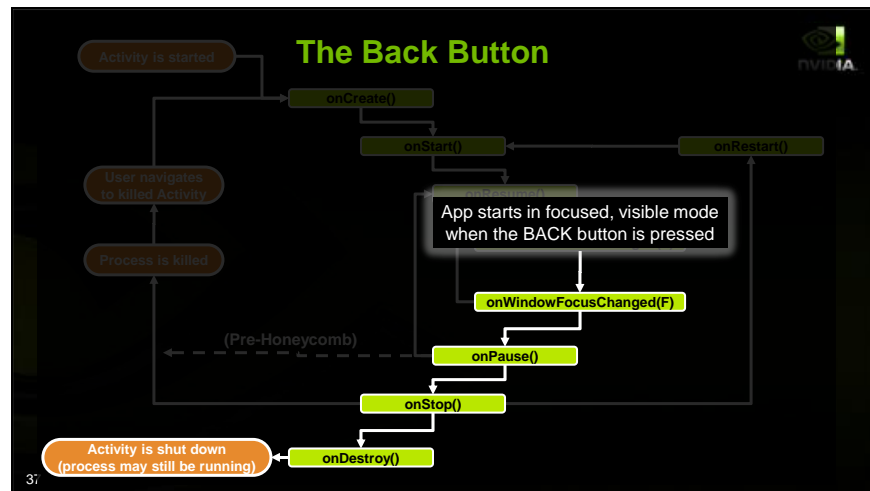 The Back Button
NVIDIA.
Activity is started
onCreate()
onStart()
onRestart()
User navigates
to killed Activity
onResume()
App starts in focused, visible mode
when the BACK button is pressed
Process is killed
onWindowFocusChanged(F)
(Pre-Honeycomb)
onPause()
onStop()
Activity is shut down
(process may still be running)
onDestroy()
37